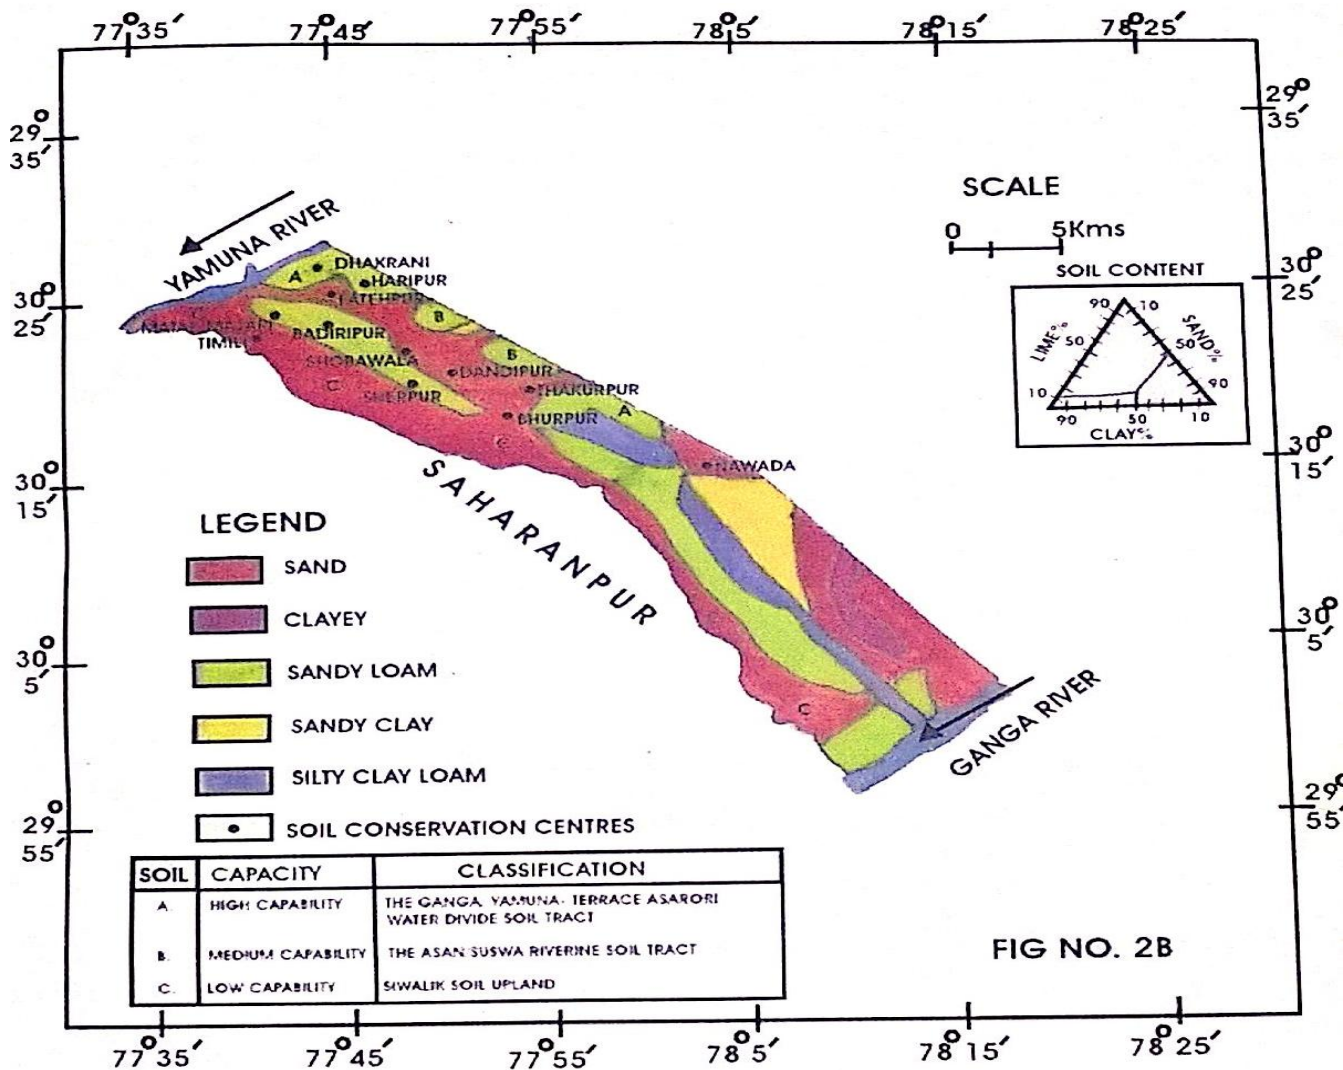 77°35′ 77°45′ 77°55′ 78°5′ 78°15′ 78°25′
29°35′
29°35′
SCALE
0 5Kms
YAMUNA RIVER
30°25′
30°25′
SOIL CONTENT
LIME%
SAND%
CLAY%
90 10
50 50
10 90
90 50 10
A
DHAKRANI
HARIPUR
FATEHPUR
B
C
TIMLI
BADIRIPUR
SHOBAWALA
B
DANDIPUR
C
SHERPUR
THAKURPUR
A
BHURPUR
C
NAWADA
30°15′
30°15′
SAHARANPUR
LEGEND
SAND
CLAYEY
SANDY LOAM
SANDY CLAY
SILTY CLAY LOAM
SOIL CONSERVATION CENTRES
30°5′
30°5′
C
GANGA RIVER
29°55′
29°55′
SOIL CAPACITY CLASSIFICATION
A. HIGH CAPABILITY THE GANGA, YAMUNA- TERRACE ASARORI
WATER DIVIDE SOIL TRACT
B. MEDIUM CAPABILITY THE ASAN SUSWA RIVERINE SOIL TRACT
C. LOW CAPABILITY SIWALIK SOIL UPLAND
FIG NO. 2B
77°35′ 77°45′ 77°55′ 78°5′ 78°15′ 78°25′